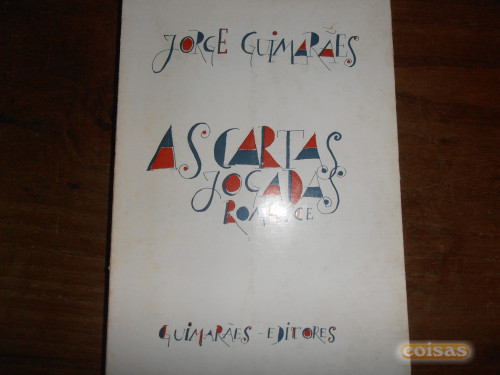 JORGE GUIMARÃES
AS CARTAS
JOGADAS
ROMANCE
GUIMARÃES - EDITORES
coisas